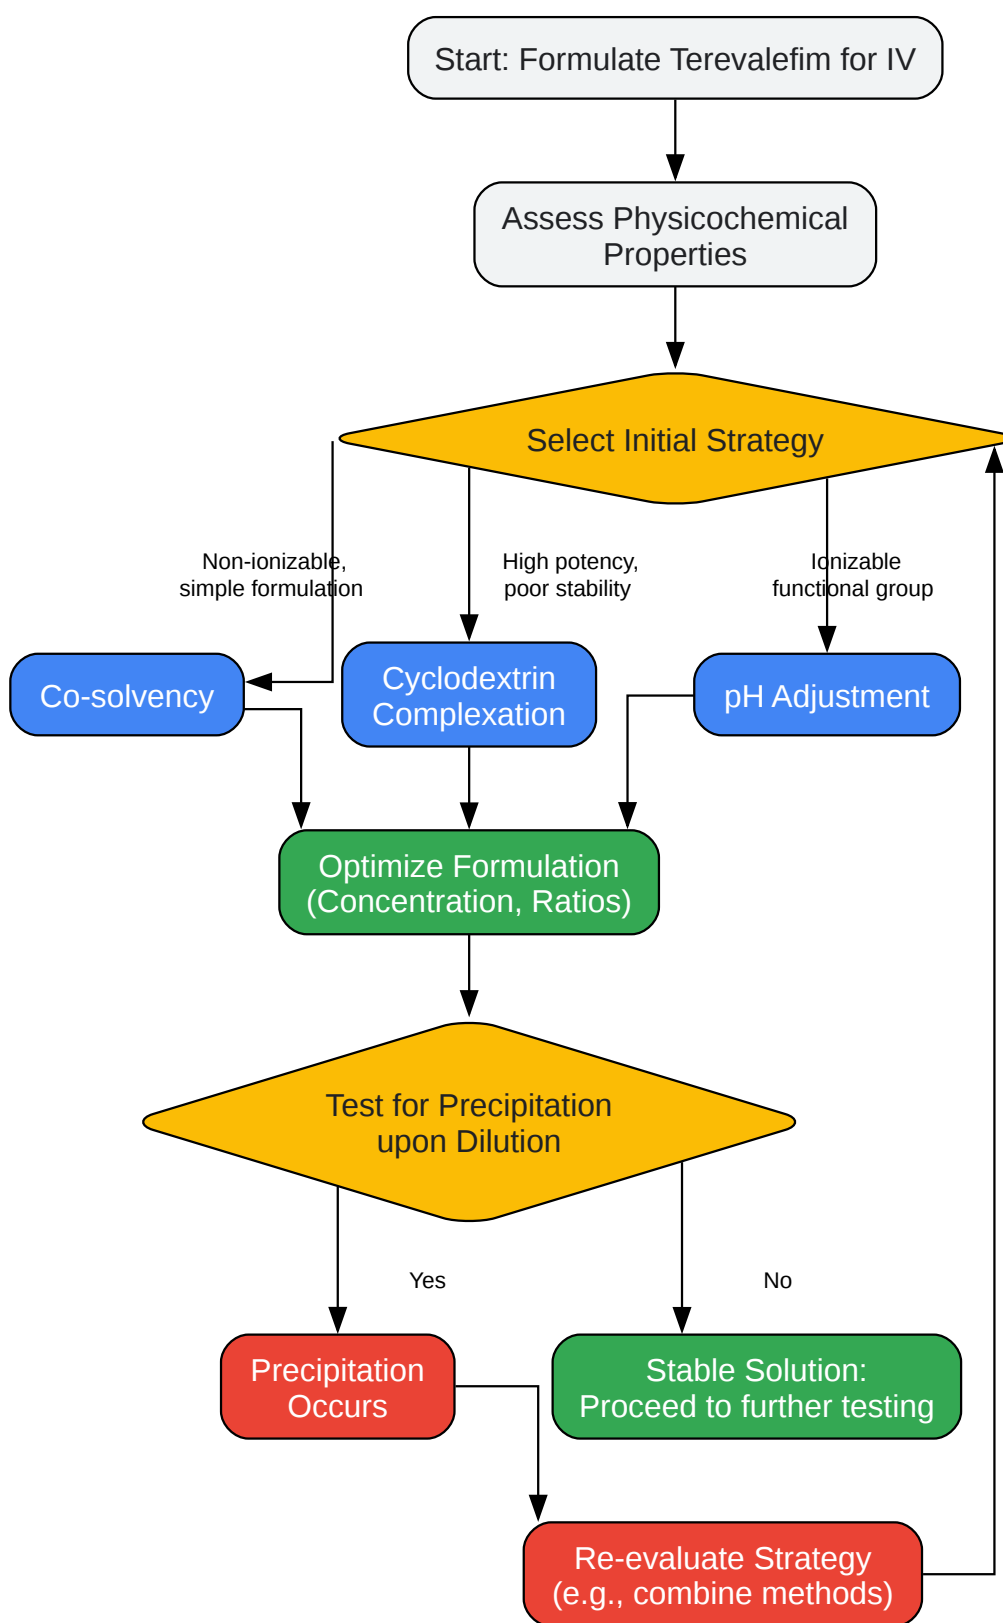 Start: Formulate Terevalefim for IV
Assess Physicochemical
Properties
Select Initial Strategy
Non-ionizable,
simple formulation
High potency,
poor stability
Ionizable
functional group
Co-solvency
Cyclodextrin
Complexation
pH Adjustment
Optimize Formulation
(Concentration, Ratios)
Test for Precipitation
upon Dilution
Yes
No
Precipitation
Occurs
Stable Solution:
Proceed to further testing
Re-evaluate Strategy
(e.g., combine methods)